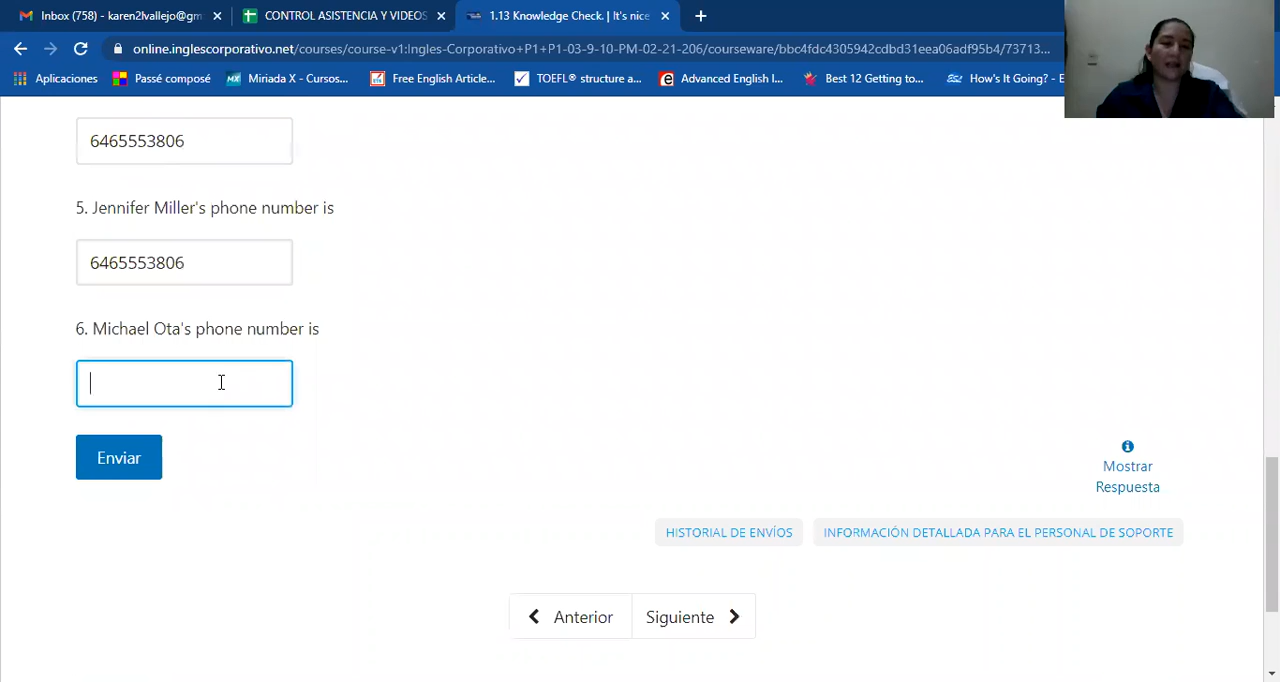 Inbox (758) - karen2lvallejo@gm
CONTROL ASISTENCIA Y VIDEOS
1.13 Knowledge Check. | It's nice
online.inglescorporativo.net/courses/course-v1:Ingles-Corporativo+P1+P1-03-9-10-PM-02-21-206/courseware/bbc4fdc4305942cdbd31eea06adf95b4/73713...
Aplicaciones
Passé composé
Miriada X - Cursos...
Free English Article...
TOEFL® structure a...
Advanced English l...
Best 12 Getting to...
How's It Going? - E
6465553806
5. Jennifer Miller's phone number is
6465553806
6. Michael Ota's phone number is
Enviar
Mostrar
Respuesta
HISTORIAL DE ENVÍOS
INFORMACIÓN DETALLADA PARA EL PERSONAL DE SOPORTE
Anterior
Siguiente